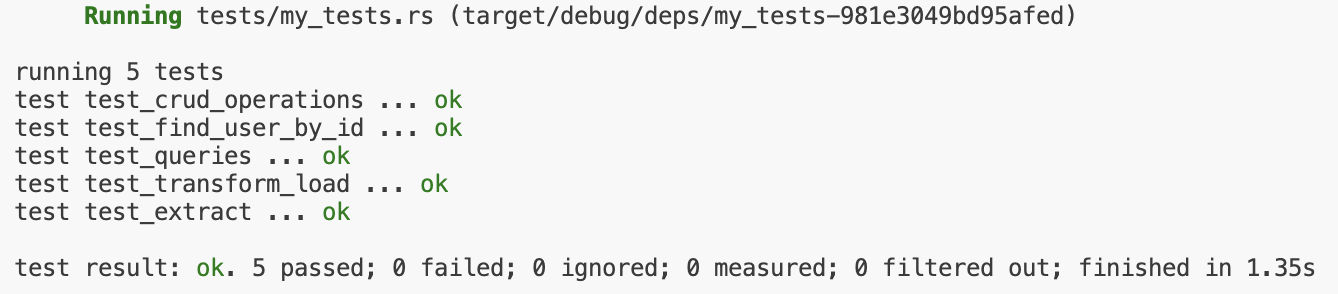 Running tests/my_tests.rs (target/debug/deps/my_tests-981e3049bd95afed)
running 5 tests
test test_crud_operations ... ok
test test_find_user_by_id ... ok
test test_queries ... ok
test test_transform_load ... ok
test test_extract ... ok
test result: ok. 5 passed; 0 failed; 0 ignored; 0 measured; 0 filtered out; finished in 1.35s